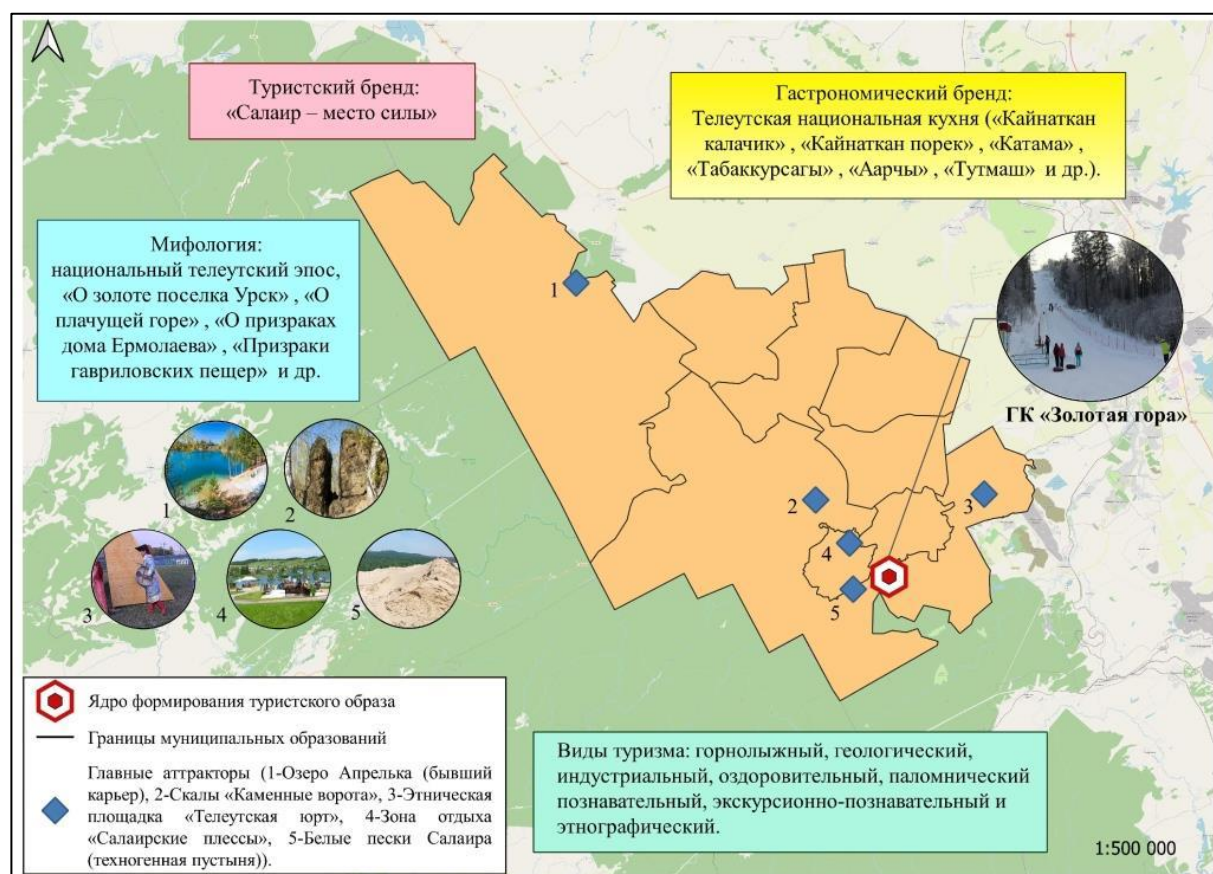 Туристский бренд:
«Салаир – место силы»
Гастрономический бренд:
Телеутская национальная кухня («Кайнаткан
калачик» , «Кайнаткан порек» , «Катама» ,
«Табаккурсагы» , «Аарчы» , «Тутмаш» и др.).
Мифология:
национальный телеутский эпос,
«О золоте поселка Урск» , «О
плачущей горе» , «О призраках
дома Ермолаева» , «Призраки
гавриловских пещер» и др.
ГК «Золотая гора»
1
2
3
4
5
1
2
3
4
5
Ядро формирования туристского образа
Границы муниципальных образований
Главные аттракторы (1-Озеро Апрелька (бывший
карьер), 2-Скалы «Каменные ворота», 3-Этническая
площадка «Телеутская юрт», 4-Зона отдыха
«Салаирские плессы», 5-Белые пески Салаира
(техногенная пустыня)).
Виды туризма: горнолыжный, геологический,
индустриальный, оздоровительный, паломнический
познавательный, экскурсионно-познавательный и
этнографический.
1:500 000